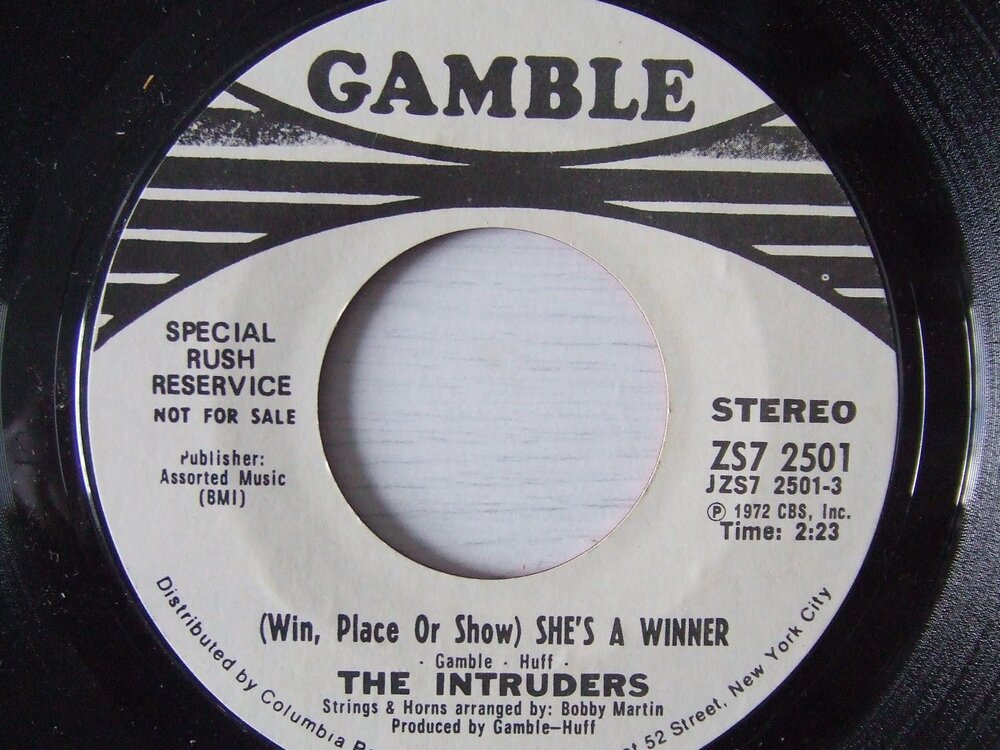 GAMBLE
SPECIAL
RUSH
RESERVICE
NOT FOR SALE
Publisher:
Assorted Music
(BMI)
STEREO
ZS7 2501
JZS7 2501-3
Ⓟ 1972 CBS, Inc.
Time: 2:23
(Win, Place Or Show) SHE'S A WINNER
· Gamble · Huff ·
THE INTRUDERS
Strings & Horns arranged by: Bobby Martin
Produced by Gamble-Huff
Distributed by Columbia
52 Street, New York City